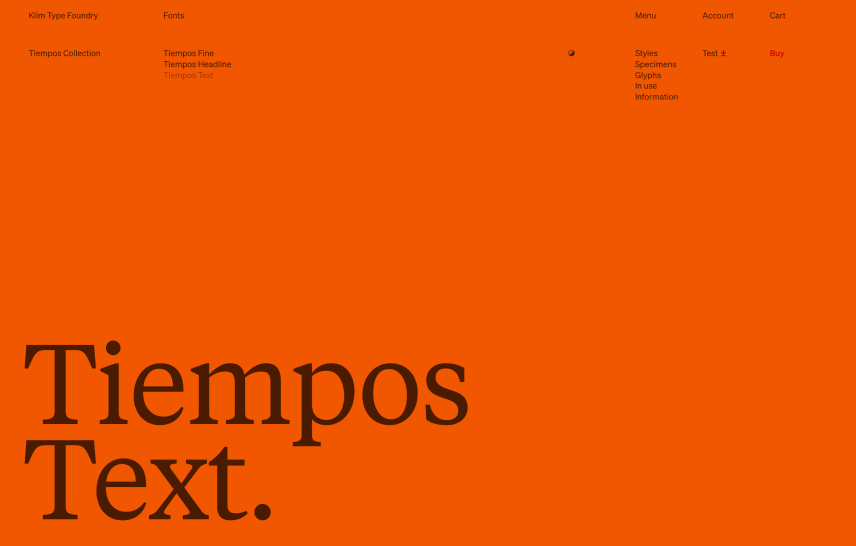 Klim Type Foundry
Fonts
Menu
Account
Cart
Tiempos Collection
Tiempos Fine
Tiempos Headline
Tiempos Text
Styles
Specimens
Glyphs
In use
Information
Test
Buy
Tiempos
Text.